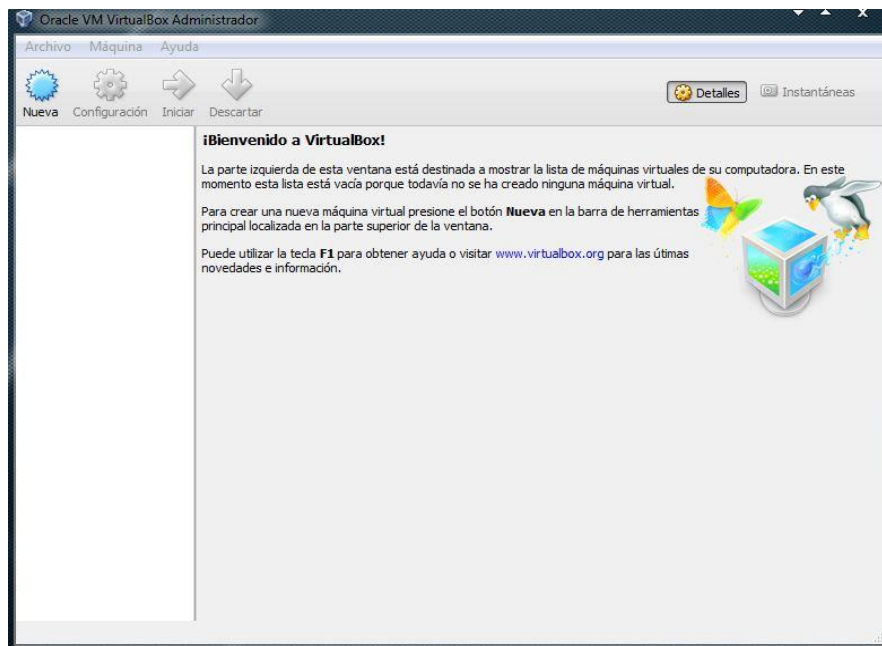 Oracle VM VirtualBox Administrador
Archivo Máquina Ayuda
Nueva Configuración Iniciar Descartar
Detalles Instantáneas
¡Bienvenido a VirtualBox!
La parte izquierda de esta ventana está destinada a mostrar la lista de máquinas virtuales de su computadora. En este
momento esta lista está vacía porque todavía no se ha creado ninguna máquina virtual.
Para crear una nueva máquina virtual presione el botón Nueva en la barra de herramientas
principal localizada en la parte superior de la ventana.
Puede utilizar la tecla F1 para obtener ayuda o visitar www.virtualbox.org para las útimas
novedades e información.